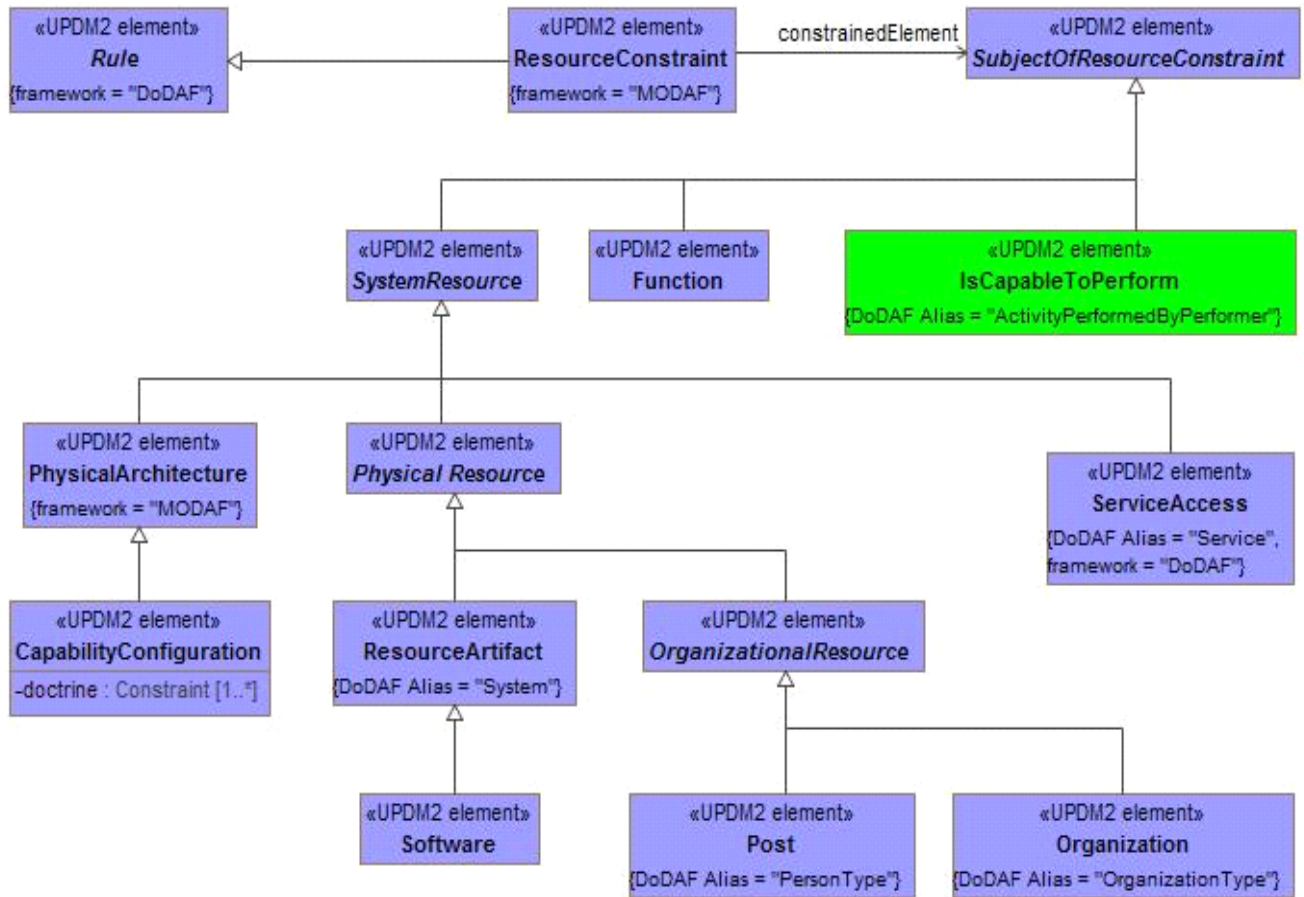 «UPDM2 element»
Rule
{framework = "DoDAF"}
«UPDM2 element»
ResourceConstraint
{framework = "MODAF"}
constrainedElement
«UPDM2 element»
SubjectOfResourceConstraint
«UPDM2 element»
SystemResource
«UPDM2 element»
Function
«UPDM2 element»
IsCapableToPerform
{DoDAF Alias = "ActivityPerformedByPerformer"}
«UPDM2 element»
PhysicalArchitecture
{framework = "MODAF"}
«UPDM2 element»
Physical Resource
«UPDM2 element»
ServiceAccess
{DoDAF Alias = "Service",
framework = "DoDAF"}
«UPDM2 element»
CapabilityConfiguration
-doctrine : Constraint [1..*]
«UPDM2 element»
ResourceArtifact
{DoDAF Alias = "System"}
«UPDM2 element»
OrganizationalResource
«UPDM2 element»
Software
«UPDM2 element»
Post
{DoDAF Alias = "PersonType"}
«UPDM2 element»
Organization
{DoDAF Alias = "OrganizationType"}